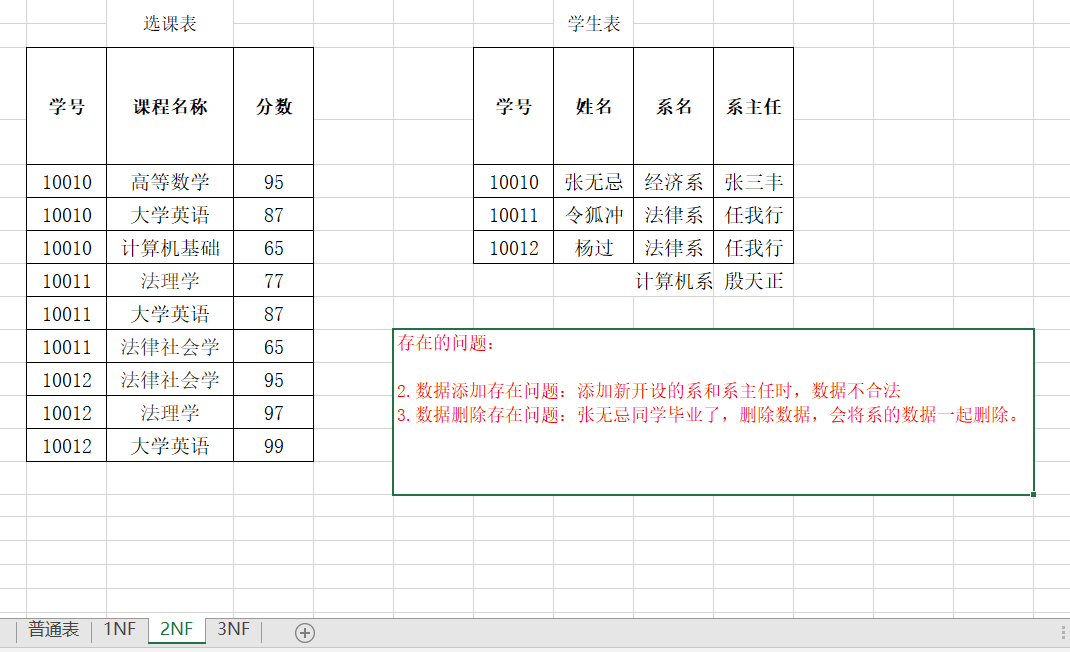 选课表
学号 课程名称 分数
10010 高等数学 95
10010 大学英语 87
10010 计算机基础 65
10011 法理学 77
10011 大学英语 87
10011 法律社会学 65
10012 法律社会学 95
10012 法理学 97
10012 大学英语 99
学生表
学号 姓名 系名 系主任
10010 张无忌 经济系 张三丰
10011 令狐冲 法律系 任我行
10012 杨过 法律系 任我行
计算机系 殷天正
存在的问题：
2.数据添加存在问题：添加新开设的系和系主任时，数据不合法
3.数据删除存在问题：张无忌同学毕业了，删除数据，会将系的数据一起删除。
普通表 1NF 2NF 3NF